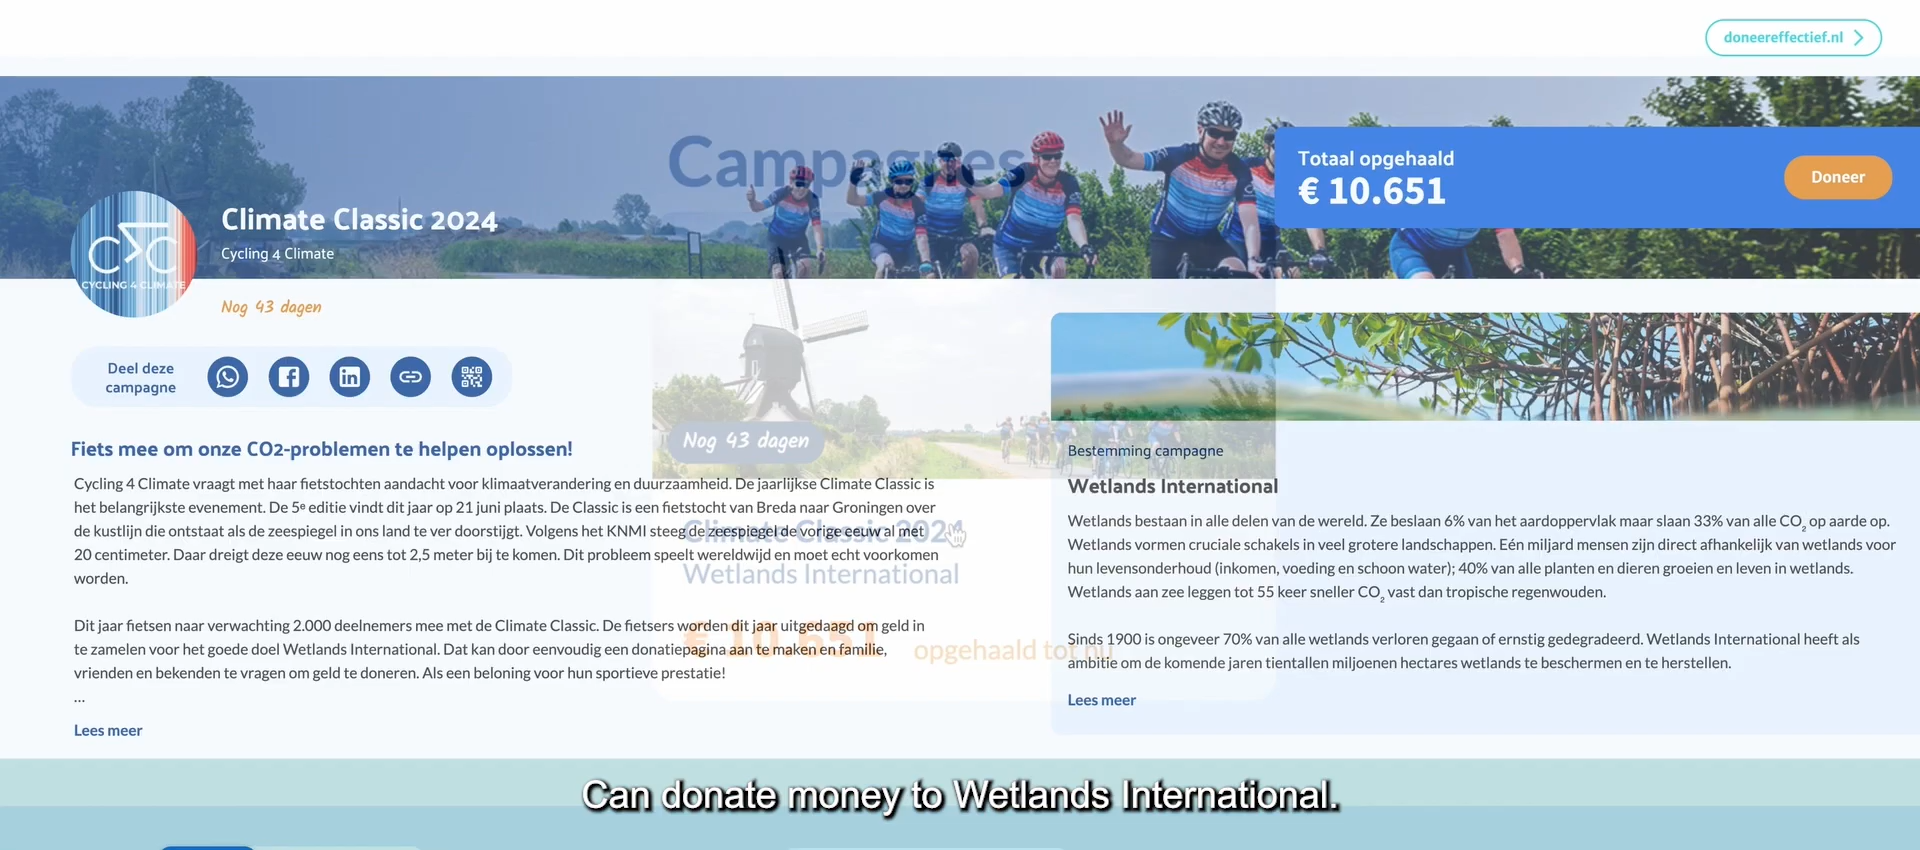 doneereffectief.nl
Campagnes
Totaal opgehaald
€ 10.651
Doneer
Climate Classic 2024
Cycling 4 Climate
CYCLING 4 CLIMATE
Nog 43 dagen
Deel deze
campagne
Nog 43 dagen
Fiets mee om onze CO2-problemen te helpen oplossen!
Cycling 4 Climate vraagt met haar fietstochten aandacht voor klimaatverandering en duurzaamheid. De jaarlijkse Climate Classic is
het belangrijkste evenement. De 5e editie vindt dit jaar op 21 juni plaats. De Classic is een fietstocht van Breda naar Groningen over
de kustlijn die ontstaat als de zeespiegel in ons land te ver doorstijgt. Volgens het KNMI steeg de zeespiegel de vorige eeuw al met
20 centimeter. Daar dreigt deze eeuw nog eens tot 2,5 meter bij te komen. Dit probleem speelt wereldwijd en moet echt voorkomen
worden.
Dit jaar fietsen naar verwachting 2.000 deelnemers mee met de Climate Classic. De fietsers worden dit jaar uitgedaagd om geld in
te zamelen voor het goede doel Wetlands International. Dat kan door eenvoudig een donatiepagina aan te maken en familie,
vrienden en bekenden te vragen om geld te doneren. Als een beloning voor hun sportieve prestatie!
...
Lees meer
Climate Classic 2024
Wetlands International
€ 10.651 opgehaald tot nu
Bestemming campagne
Wetlands International
Wetlands bestaan in alle delen van de wereld. Ze beslaan 6% van het aardoppervlak maar slaan 33% van alle CO₂ op aarde op.
Wetlands vormen cruciale schakels in veel grotere landschappen. Eén miljard mensen zijn direct afhankelijk van wetlands voor
hun levensonderhoud (inkomen, voeding en schoon water); 40% van alle planten en dieren groeien en leven in wetlands.
Wetlands aan zee leggen tot 55 keer sneller CO₂ vast dan tropische regenwouden.
Sinds 1900 is ongeveer 70% van alle wetlands verloren gegaan of ernstig gedegradeerd. Wetlands International heeft als
ambitie om de komende jaren tientallen miljoenen hectares wetlands te beschermen en te herstellen.
Lees meer
Can donate money to Wetlands International.